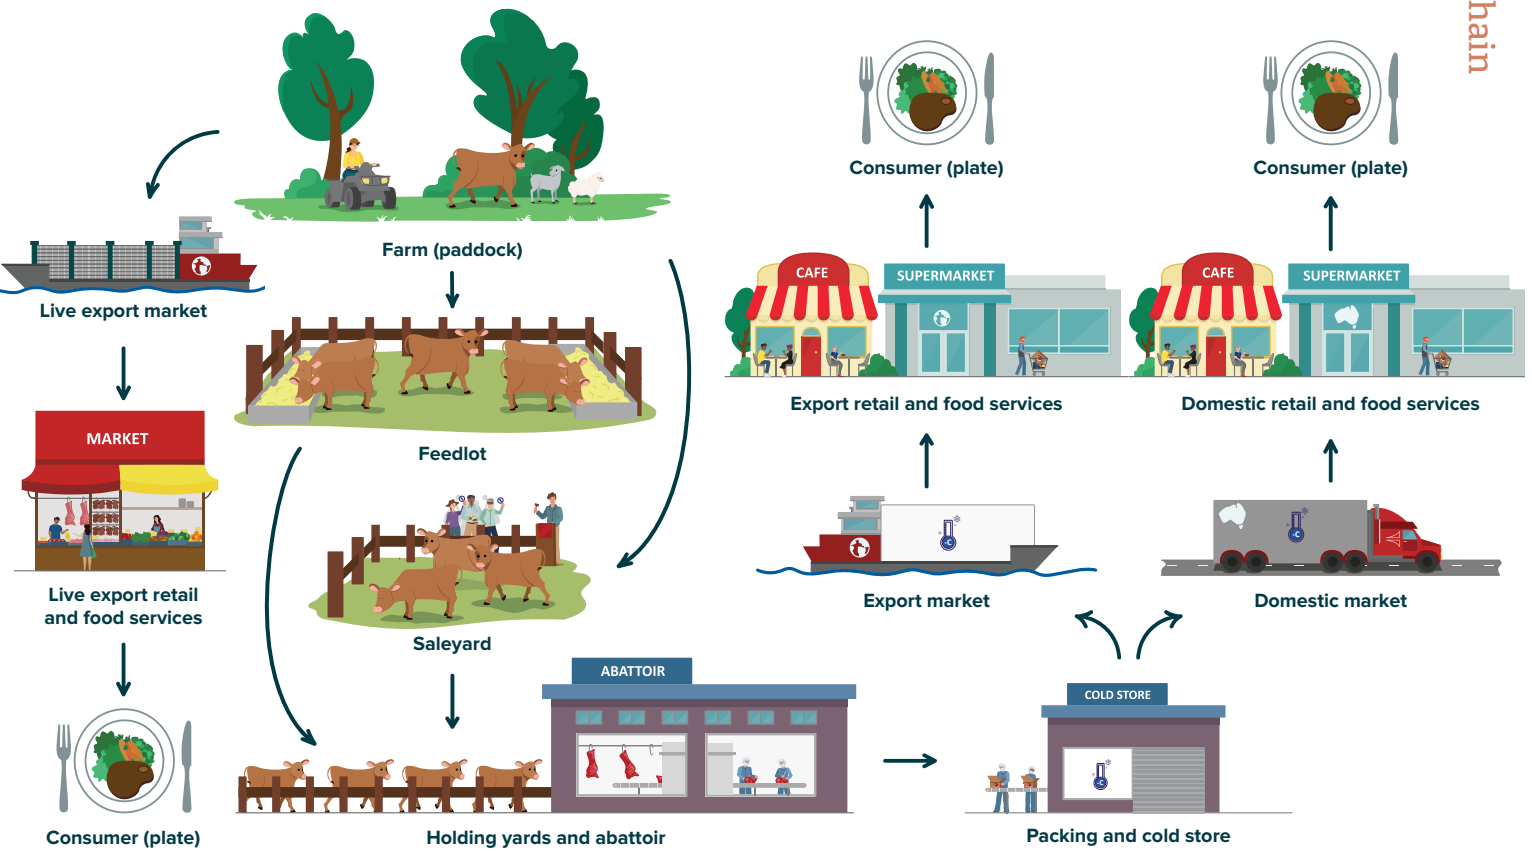 hain
Consumer (plate)
Consumer (plate)
Farm (paddock)
CAFE
SUPERMARKET
CAFE
SUPERMARKET
Live export market
Export retail and food services
Domestic retail and food services
MARKET
Feedlot
-C
-C
Export market
Domestic market
Live export retail
and food services
Saleyard
ABATTOIR
COLD STORE
-C
Consumer (plate)
Holding yards and abattoir
Packing and cold store